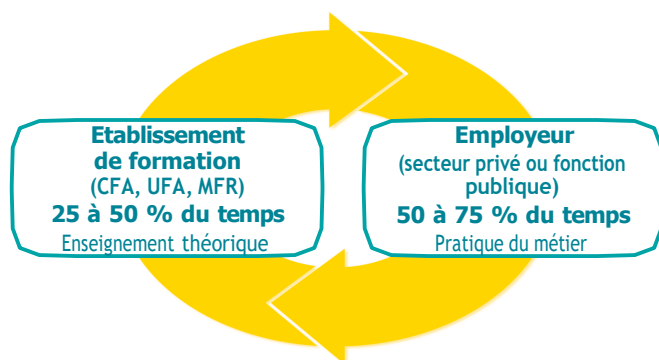 Etablissement
de formation
(CFA, UFA, MFR)
25 à 50 % du temps
Enseignement théorique
Employeur
(secteur privé ou fonction
publique)
50 à 75 % du temps
Pratique du métier